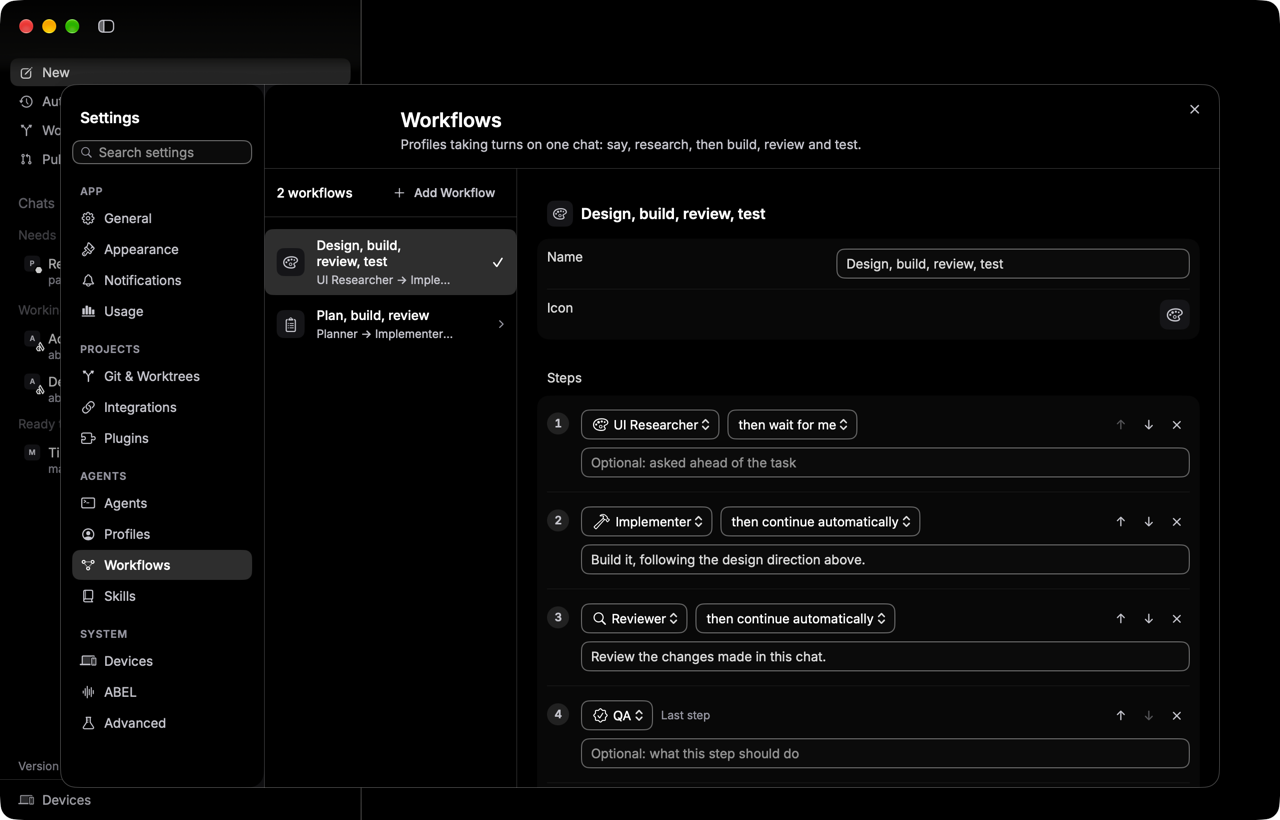 New
Settings
Search settings
APP
General
Appearance
Notifications
Usage
PROJECTS
Git & Worktrees
Integrations
Plugins
AGENTS
Agents
Profiles
Workflows
Skills
SYSTEM
Devices
ABEL
Advanced
Chats
Needs
Version
Devices
Workflows
Profiles taking turns on one chat: say, research, then build, review and test.
2 workflows
Add Workflow
Design, build,
review, test
UI Researcher → Imple...
Plan, build, review
Planner → Implementer...
Design, build, review, test
Name
Design, build, review, test
Icon
Steps
1
UI Researcher
then wait for me
Optional: asked ahead of the task
2
Implementer
then continue automatically
Build it, following the design direction above.
3
Reviewer
then continue automatically
Review the changes made in this chat.
4
QA
Last step
Optional: what this step should do